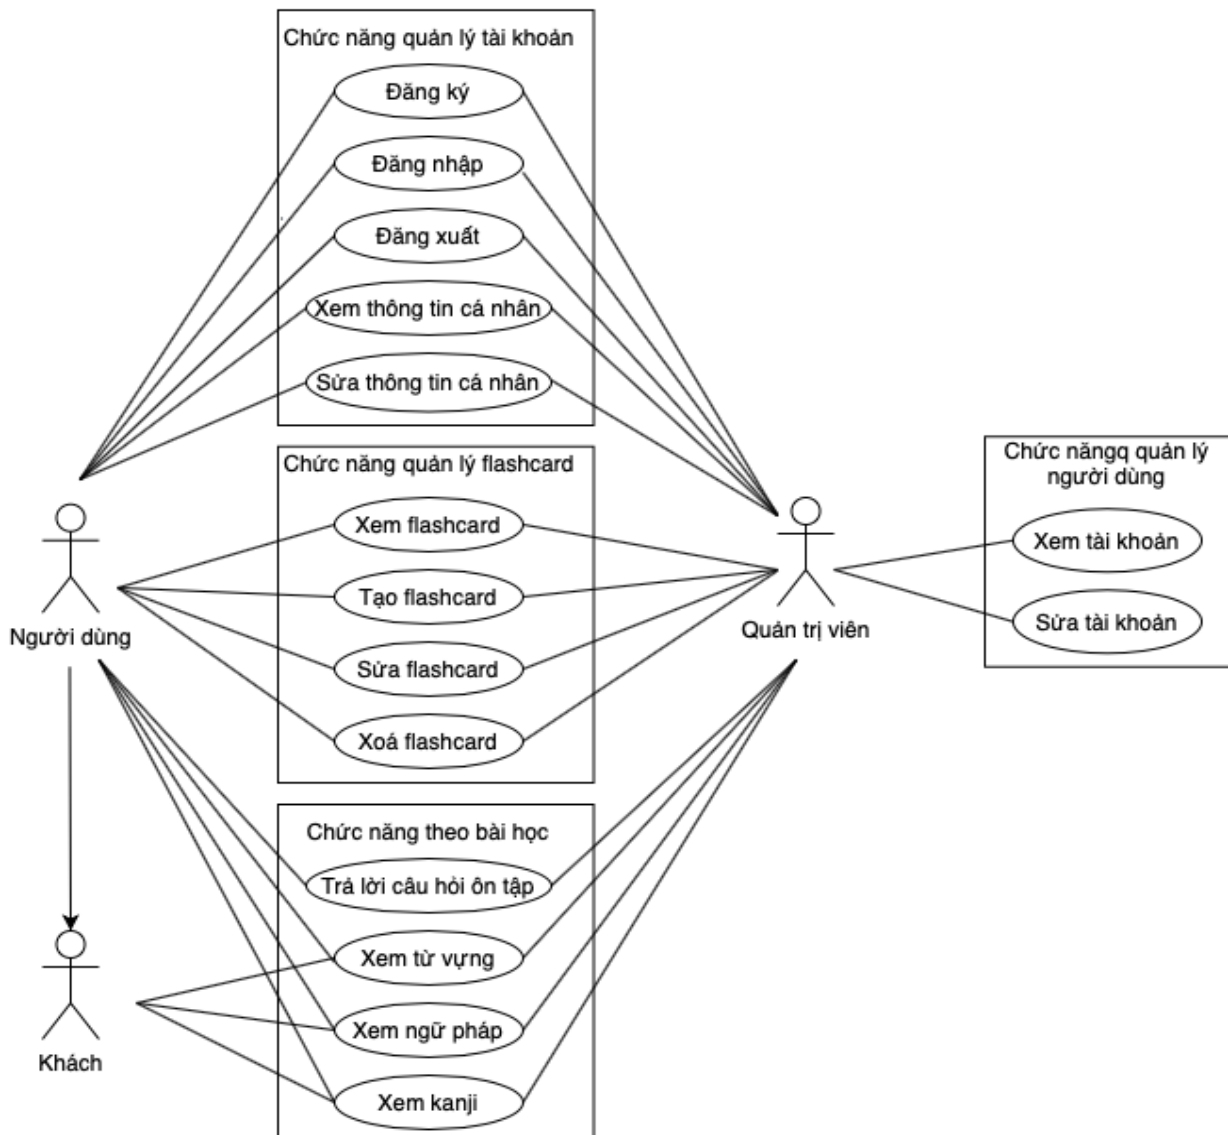 Chức năng quản lý tài khoản
Đăng ký
Đăng nhập
Đăng xuất
Xem thông tin cá nhân
Sửa thông tin cá nhân
Chức năng quản lý flashcard
Xem flashcard
Tạo flashcard
Sửa flashcard
Xoá flashcard
Người dùng
Quản trị viên
Chức năngq quản lý
người dùng
Xem tài khoản
Sửa tài khoản
Chức năng theo bài học
Trả lời câu hỏi ôn tập
Xem từ vựng
Xem ngữ pháp
Xem kanji
Khách